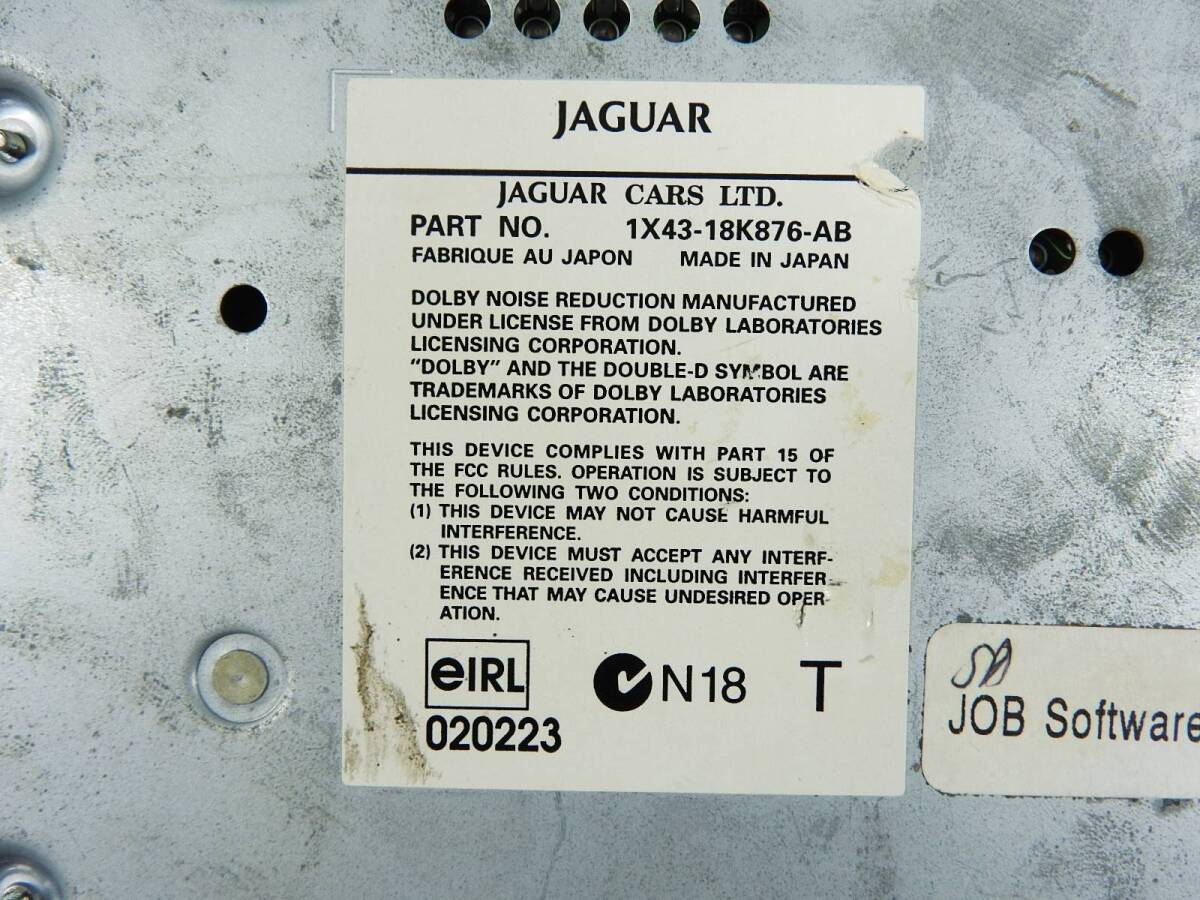 JAGUAR
JAGUAR CARS LTD.
PART NO. 1X43-18K876-AB
FABRIQUE AU JAPON MADE IN JAPAN
DOLBY NOISE REDUCTION MANUFACTURED
UNDER LICENSE FROM DOLBY LABORATORIES
LICENSING CORPORATION.
“DOLBY” AND THE DOUBLE-D SYMBOL ARE
TRADEMARKS OF DOLBY LABORATORIES
LICENSING CORPORATION.
THIS DEVICE COMPLIES WITH PART 15 OF
THE FCC RULES. OPERATION IS SUBJECT TO
THE FOLLOWING TWO CONDITIONS:
(1) THIS DEVICE MAY NOT CAUSE HARMFUL
INTERFERENCE.
(2) THIS DEVICE MUST ACCEPT ANY INTERF-
ERENCE RECEIVED INCLUDING INTERFER-
ENCE THAT MAY CAUSE UNDESIRED OPER-
ATION.
eIRL
N18 T
020223
JOB Software